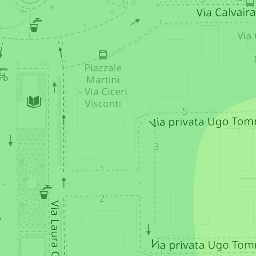 Via Calvaira
Via C
Piazzale
Martini
- Via Ciceri
Visconti
5
Via privata Ugo Tomm
3
1
2
Via Laura C
Via privata Ugo Tomm